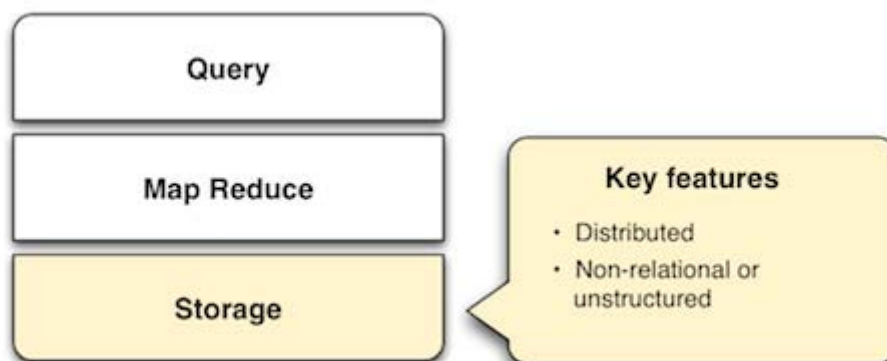 Query
Map Reduce
Storage
Key features
• Distributed
• Non-relational or
unstructured